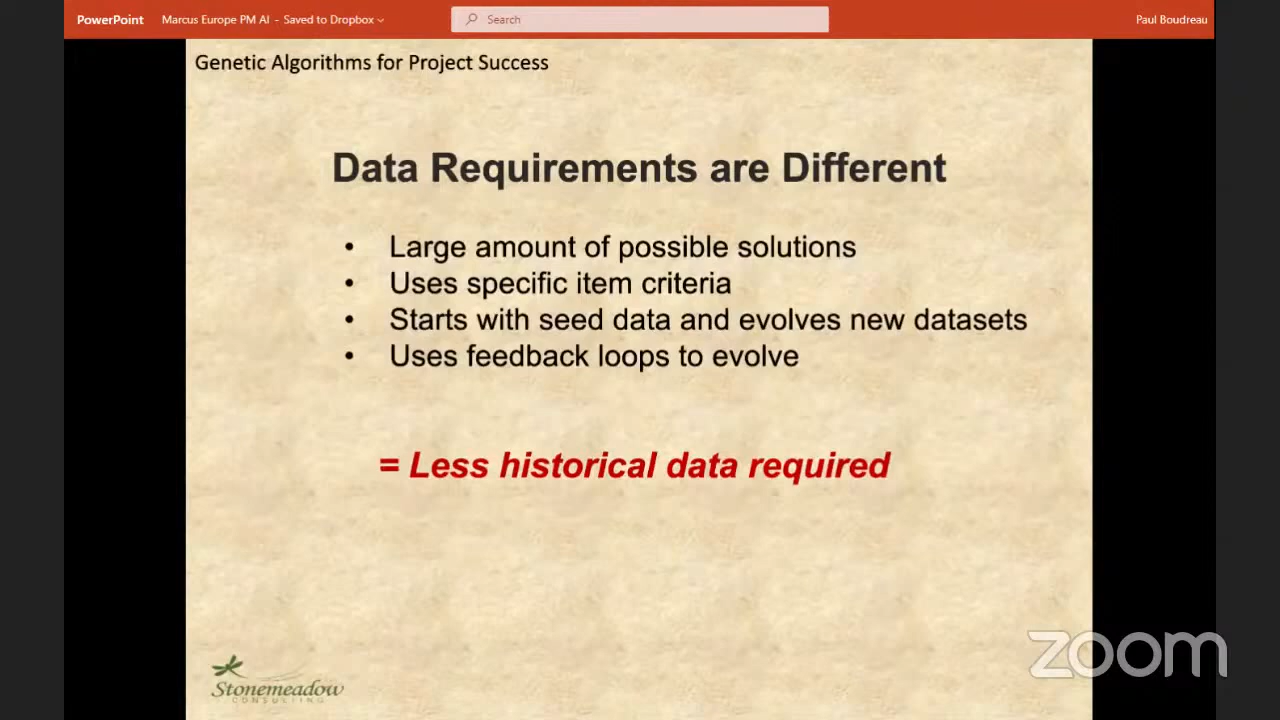 PowerPoint Marcus Europe PM AI - Saved to Dropbox Search Paul Boudreau
Genetic Algorithms for Project Success
Data Requirements are Different
• Large amount of possible solutions
• Uses specific item criteria
• Starts with seed data and evolves new datasets
• Uses feedback loops to evolve
= Less historical data required
Stonemeadow
CONSULTING
zoom